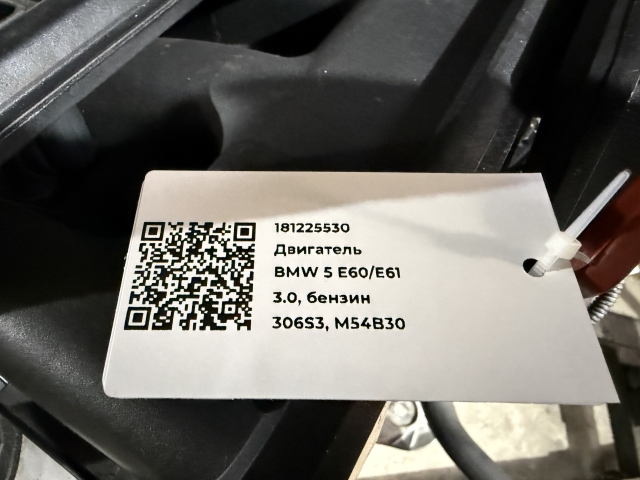 181225530
Двигатель
BMW 5 E60/E61
3.0, бензин
306S3, M54B30